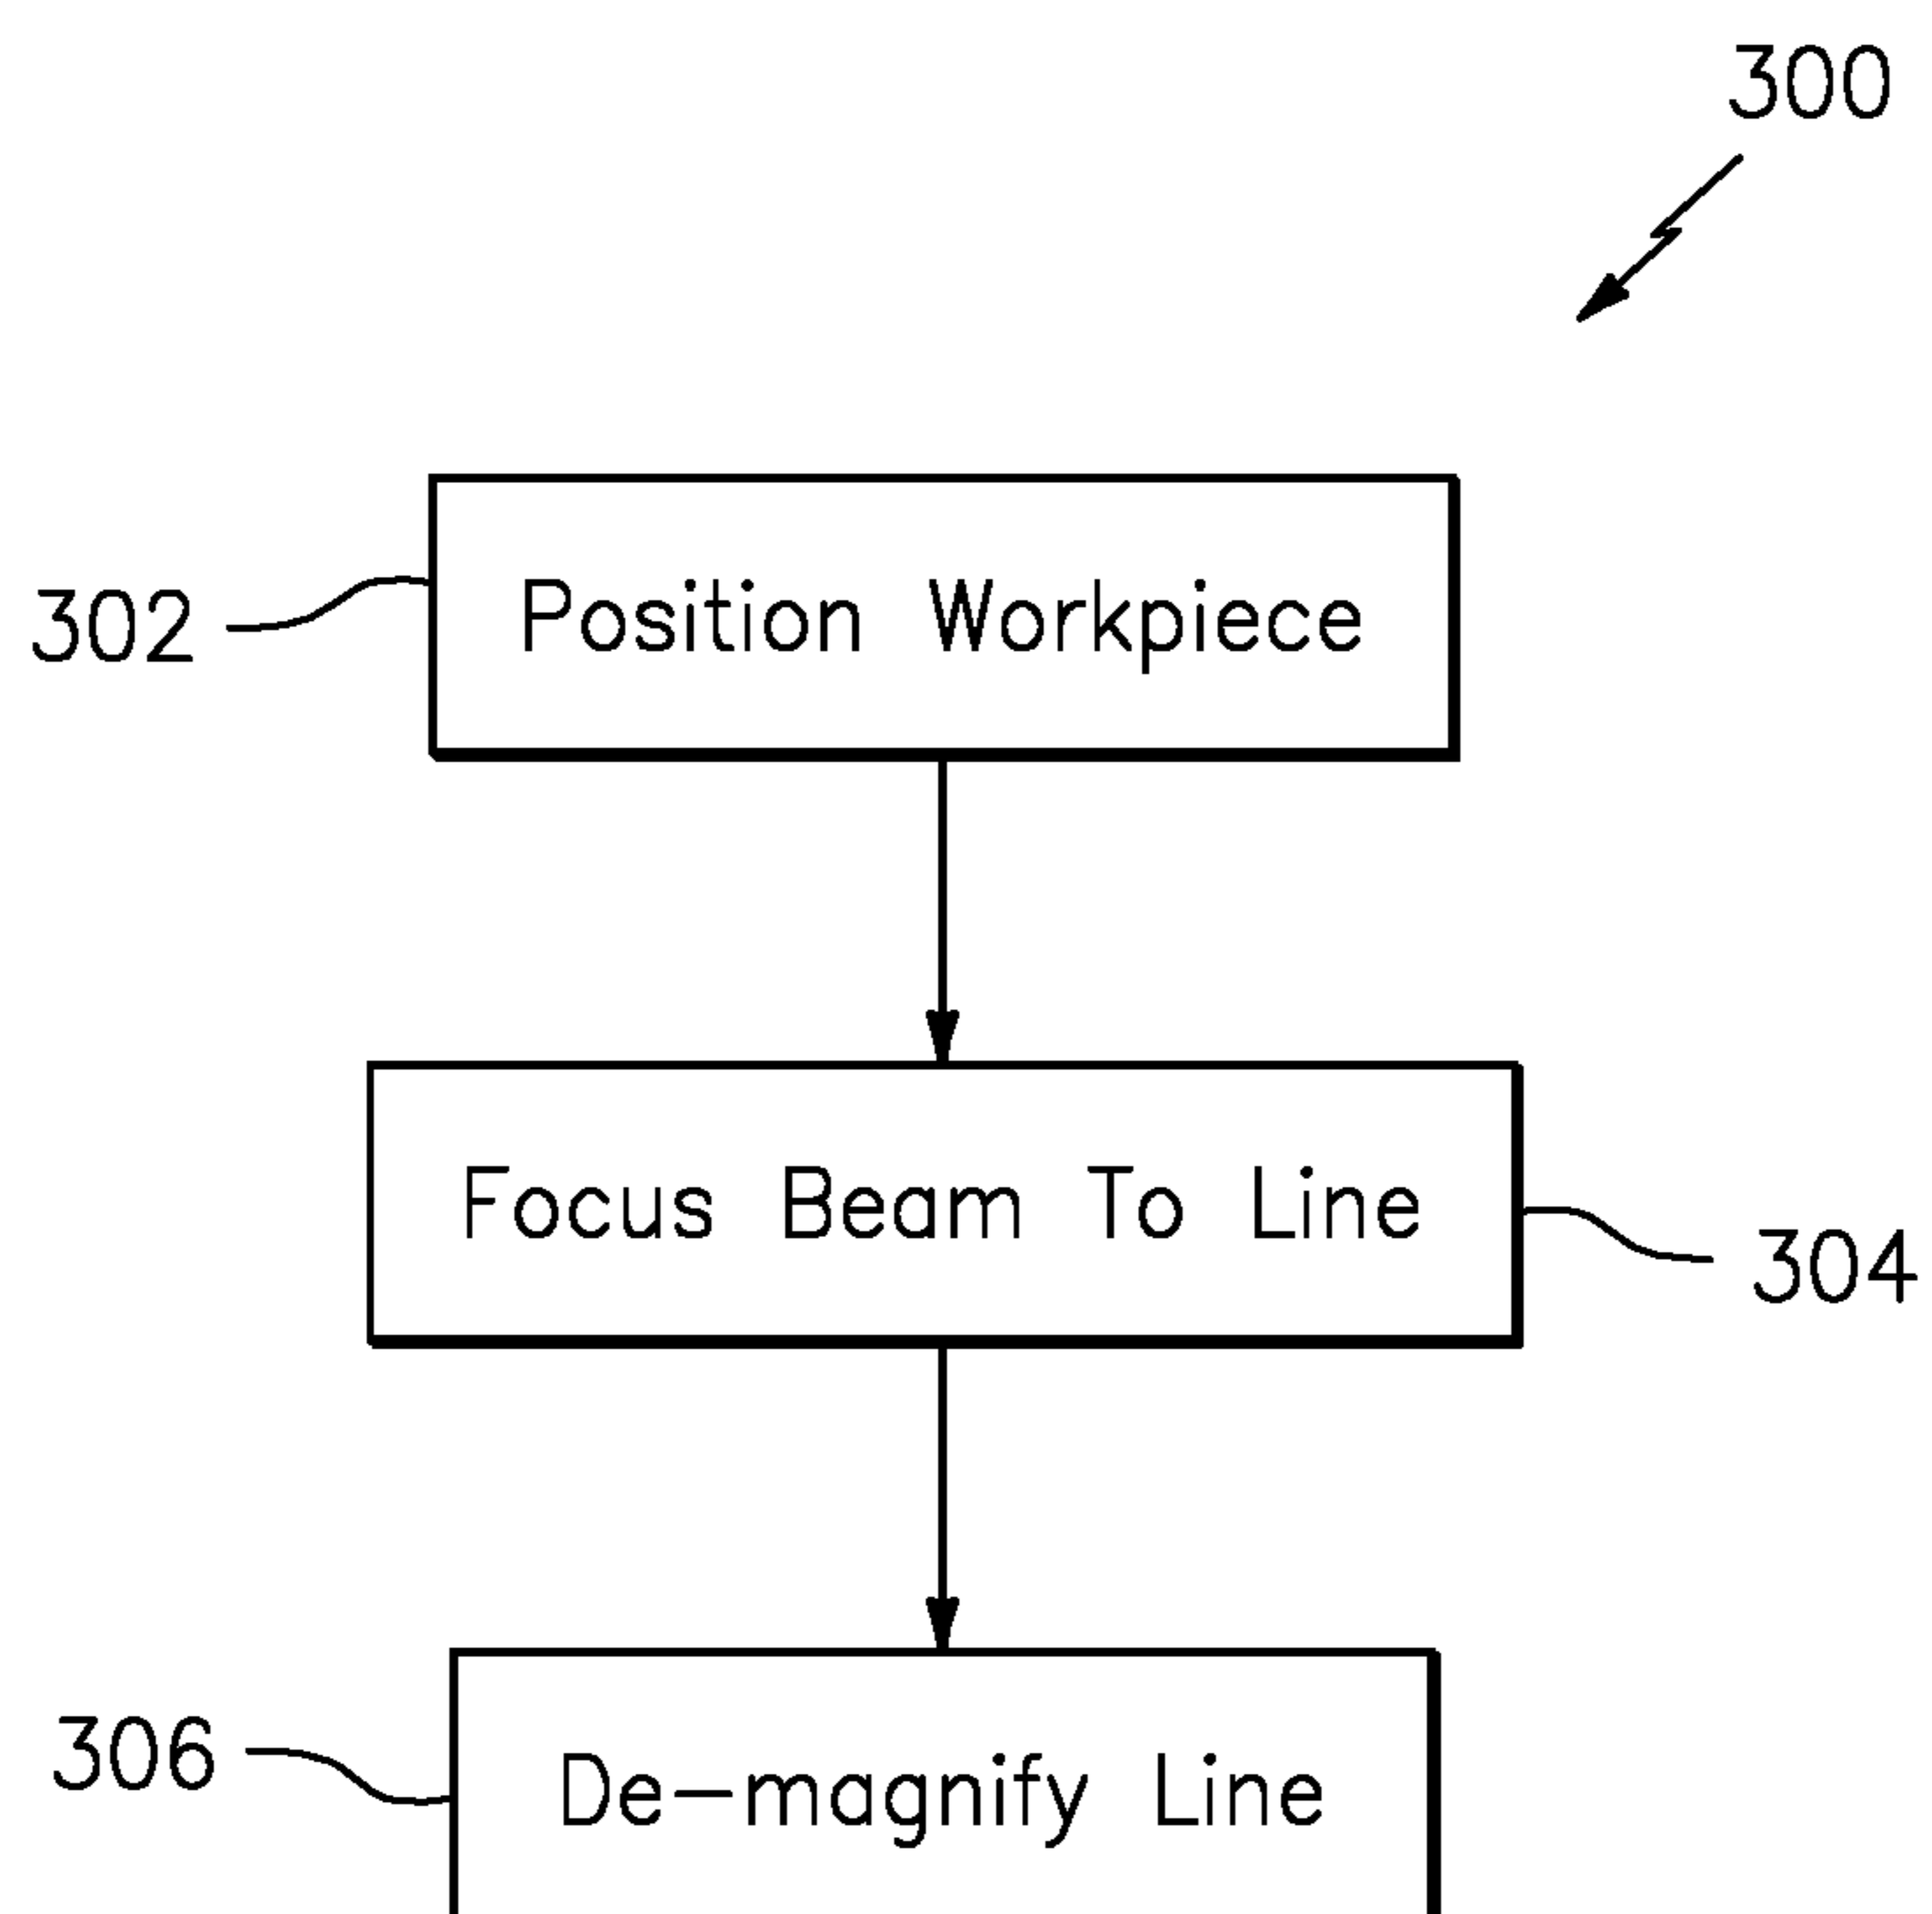 300
302
Position Workpiece
Focus Beam To Line
304
306
De-magnify Line